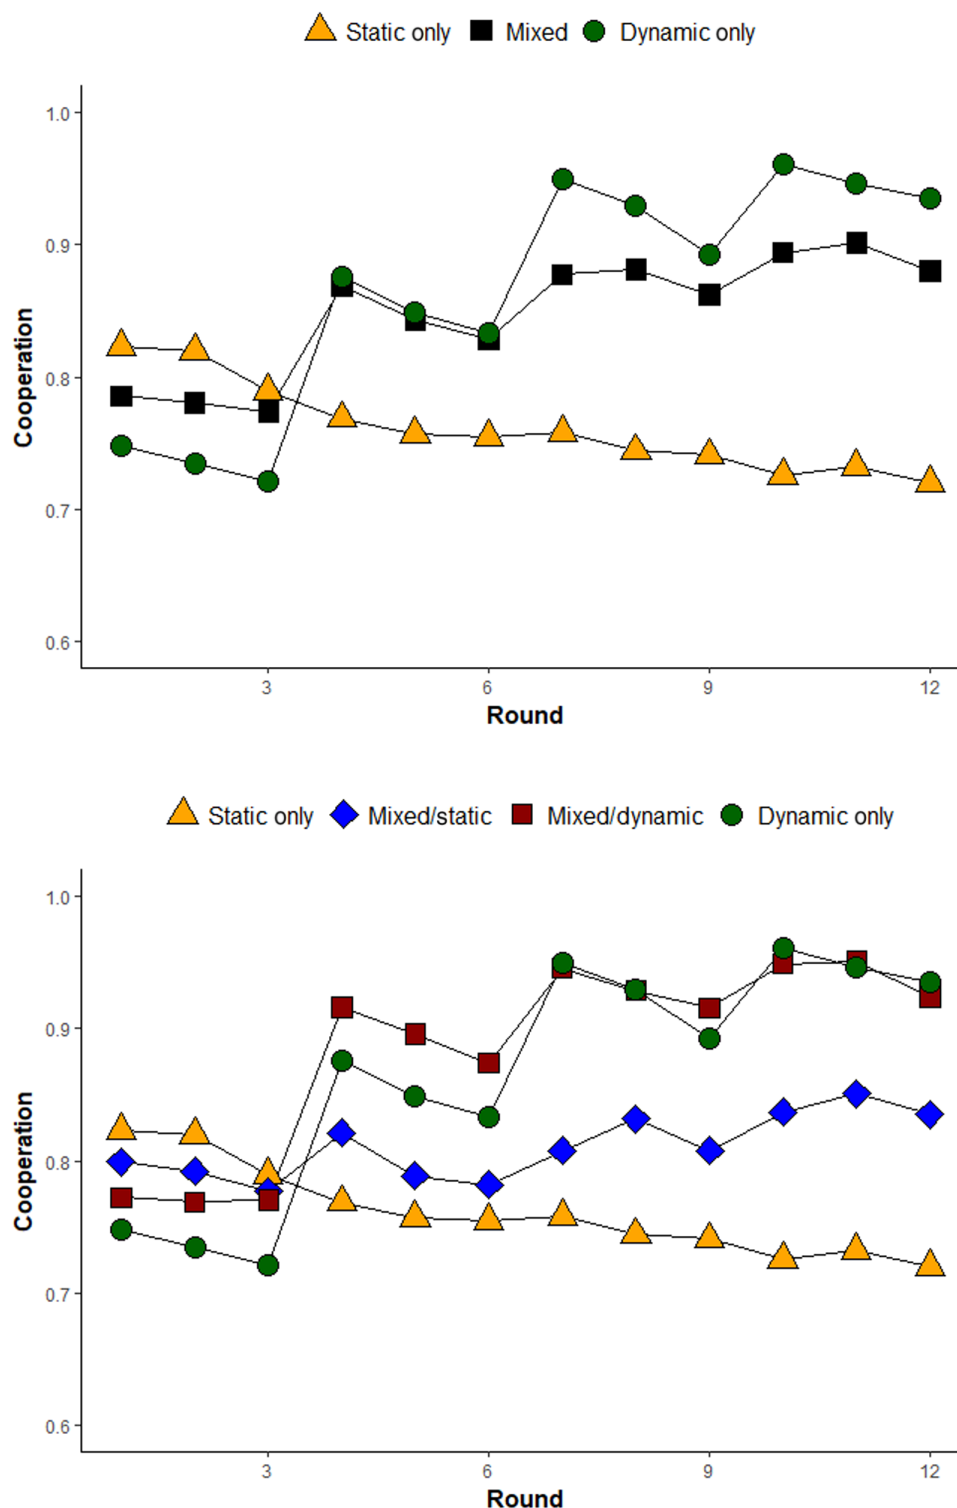 Static only Mixed Dynamic only
1.0
0.9
0.8
0.7
0.6
Cooperation
3 6 9 12
Round
Static only Mixed/static Mixed/dynamic Dynamic only
1.0
0.9
0.8
0.7
0.6
Cooperation
3 6 9 12
Round